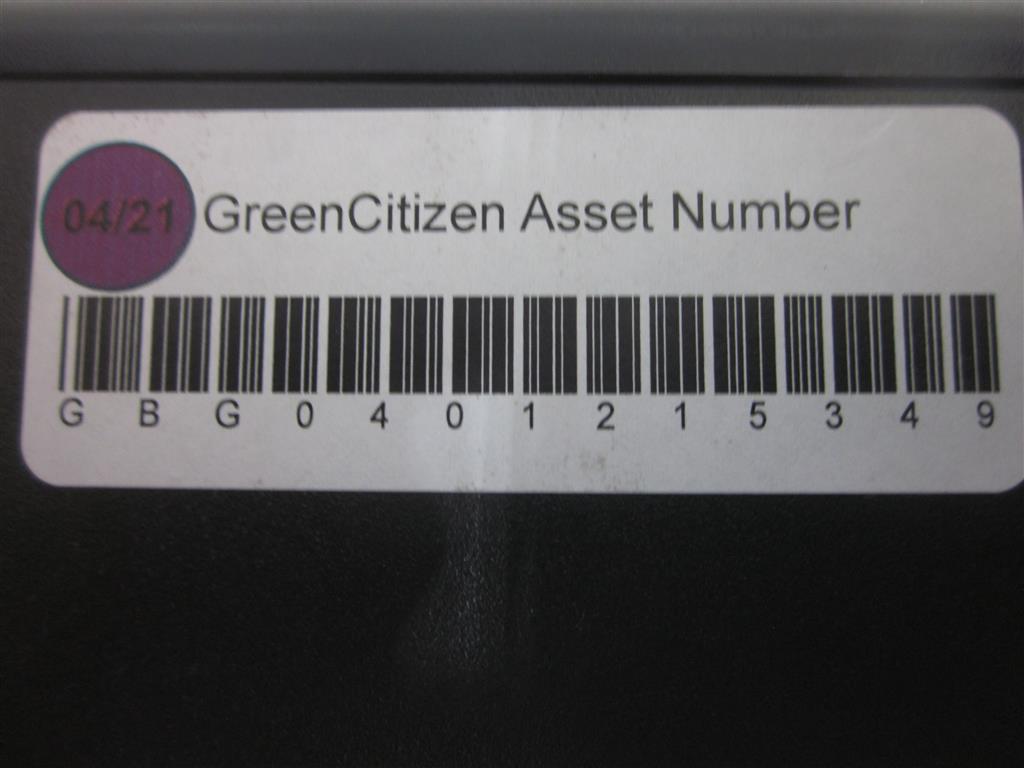 04/21 GreenCitizen Asset Number
G B G 0 4 0 1 2 1 5 3 4 9